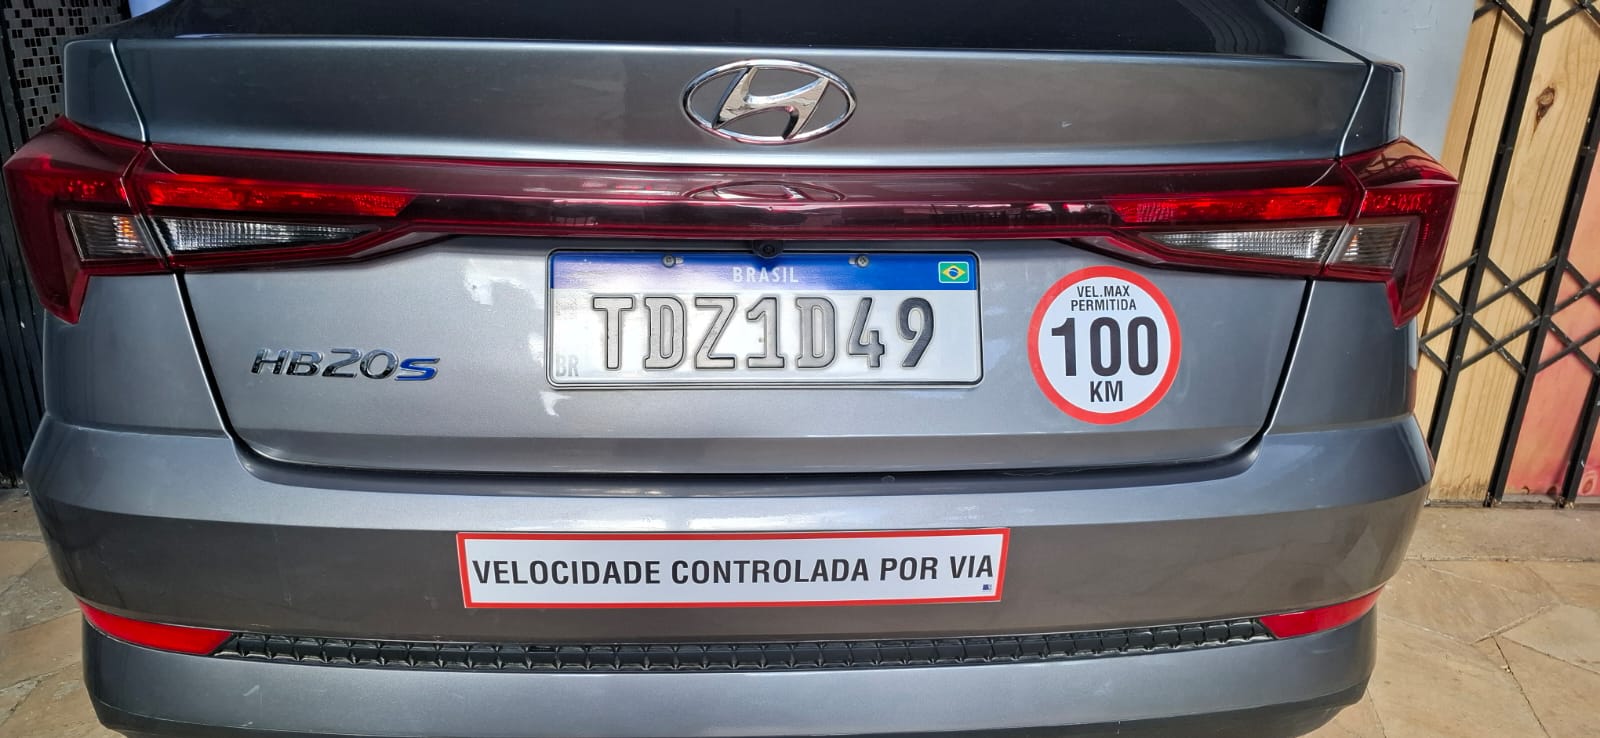 BRASIL
BR
TDZ1D49
HB20S
VEL.MAX
PERMITIDA
100
KM
VELOCIDADE CONTROLADA POR VIA